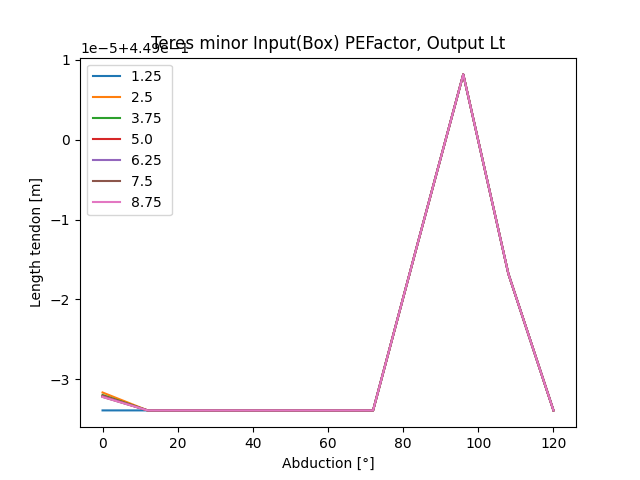 Teres minor Input(Box) PEFactor, Output Lt
1e−5+4.49e−1
1
0
−1
−2
−3
Length tendon [m]
1.25
2.5
3.75
5.0
6.25
7.5
8.75
0 20 40 60 80 100 120
Abduction [°]